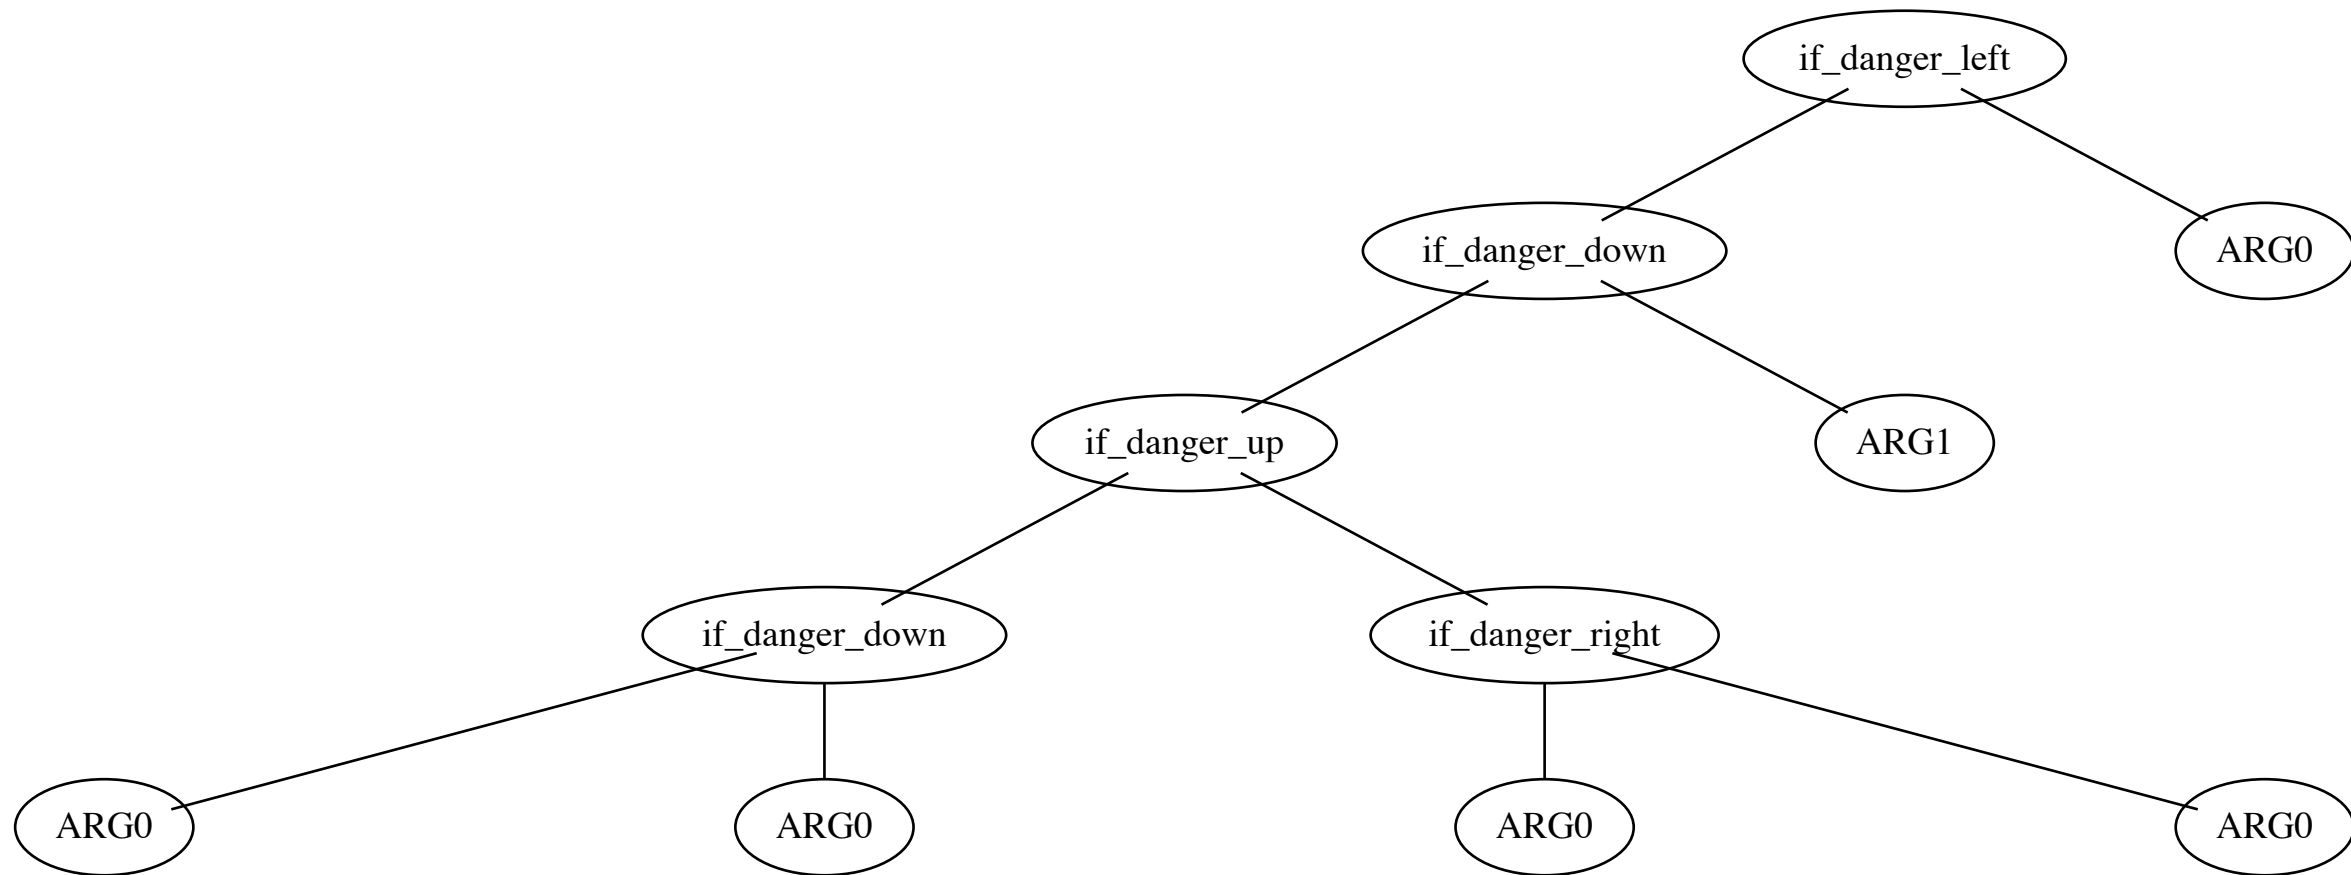 if_danger_left
if_danger_down
ARG0
if_danger_up
ARG1
if_danger_down
if_danger_right
ARG0
ARG0
ARG0
ARG0